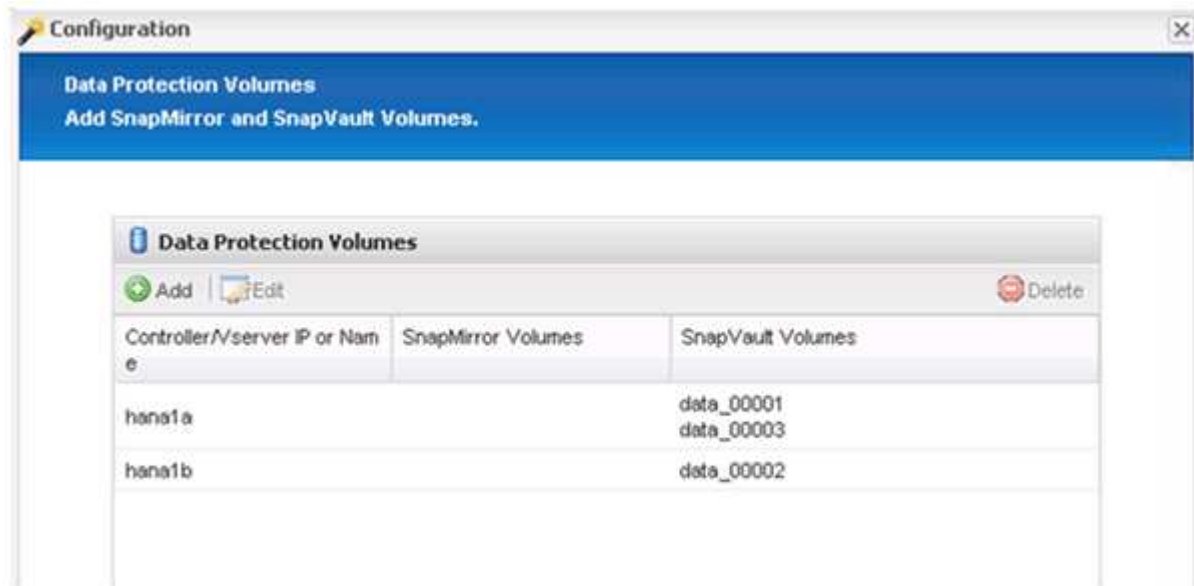 Configuration
Data Protection Volumes
Add SnapMirror and SnapVault Volumes.
Data Protection Volumes
Add Edit Delete
Controller/Vserver IP or Nam SnapMirror Volumes SnapVault Volumes
e
hana1a data_00001
data_00003
hana1b data_00002